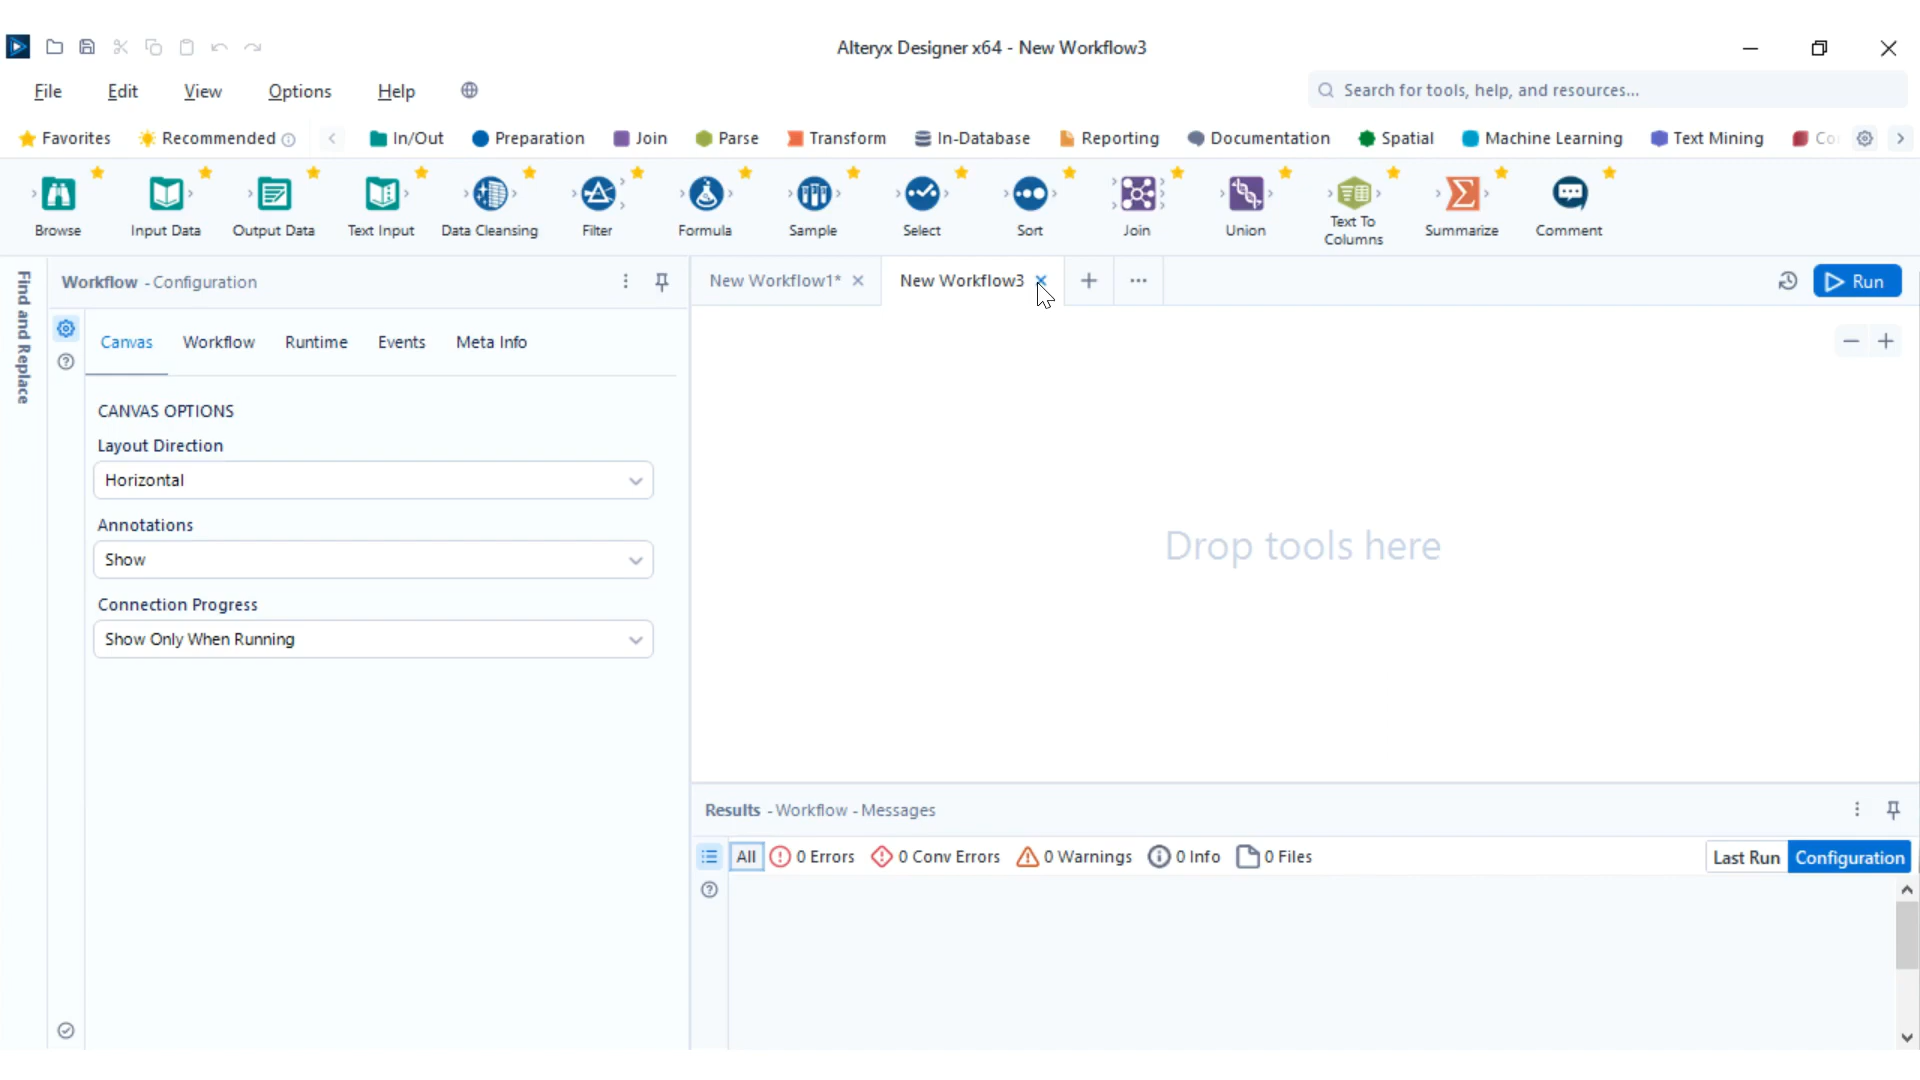 Alteryx Designer x64 - New Workflow3
File Edit View Options Help
Search for tools, help, and resources...
Favorites Recommended In/Out Preparation Join Parse Transform In-Database Reporting Documentation Spatial Machine Learning Text Mining Co
Browse Input Data Output Data Text Input Data Cleansing Filter Formula Sample Select Sort Join Union Text To Columns Summarize Comment
Find and Replace
Workflow - Configuration
New Workflow1* New Workflow3
Run
Canvas Workflow Runtime Events Meta Info
CANVAS OPTIONS
Layout Direction
Horizontal
Annotations
Show
Connection Progress
Show Only When Running
Drop tools here
Results - Workflow - Messages
All 0 Errors 0 Conv Errors 0 Warnings 0 Info 0 Files
Last Run Configuration